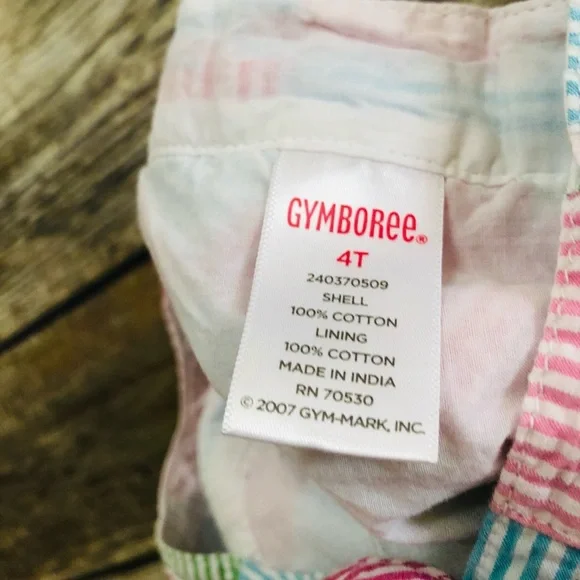 GYMBOREE®
4T
240370509
SHELL
100% COTTON
LINING
100% COTTON
MADE IN INDIA
RN 70530
© 2007 GYM-MARK, INC.